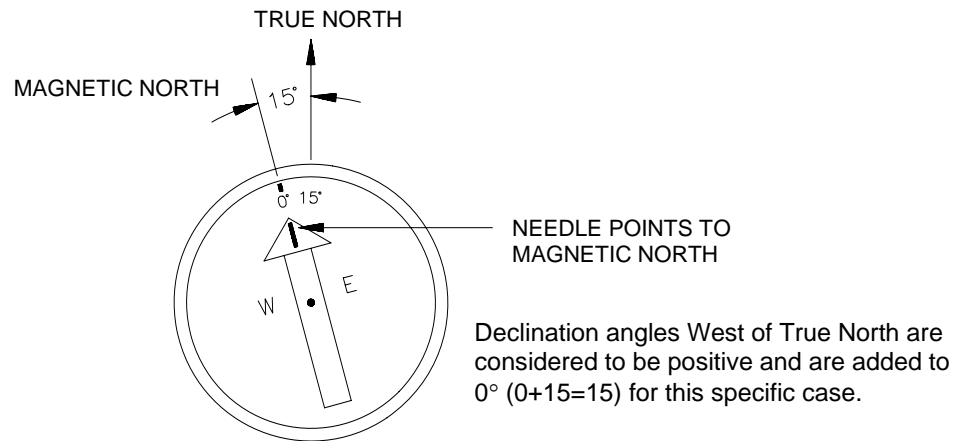 TRUE NORTH
MAGNETIC NORTH
15°
0° 15°
NEEDLE POINTS TO
MAGNETIC NORTH
W E
Declination angles West of True North are
considered to be positive and are added to
0° (0+15=15) for this specific case.